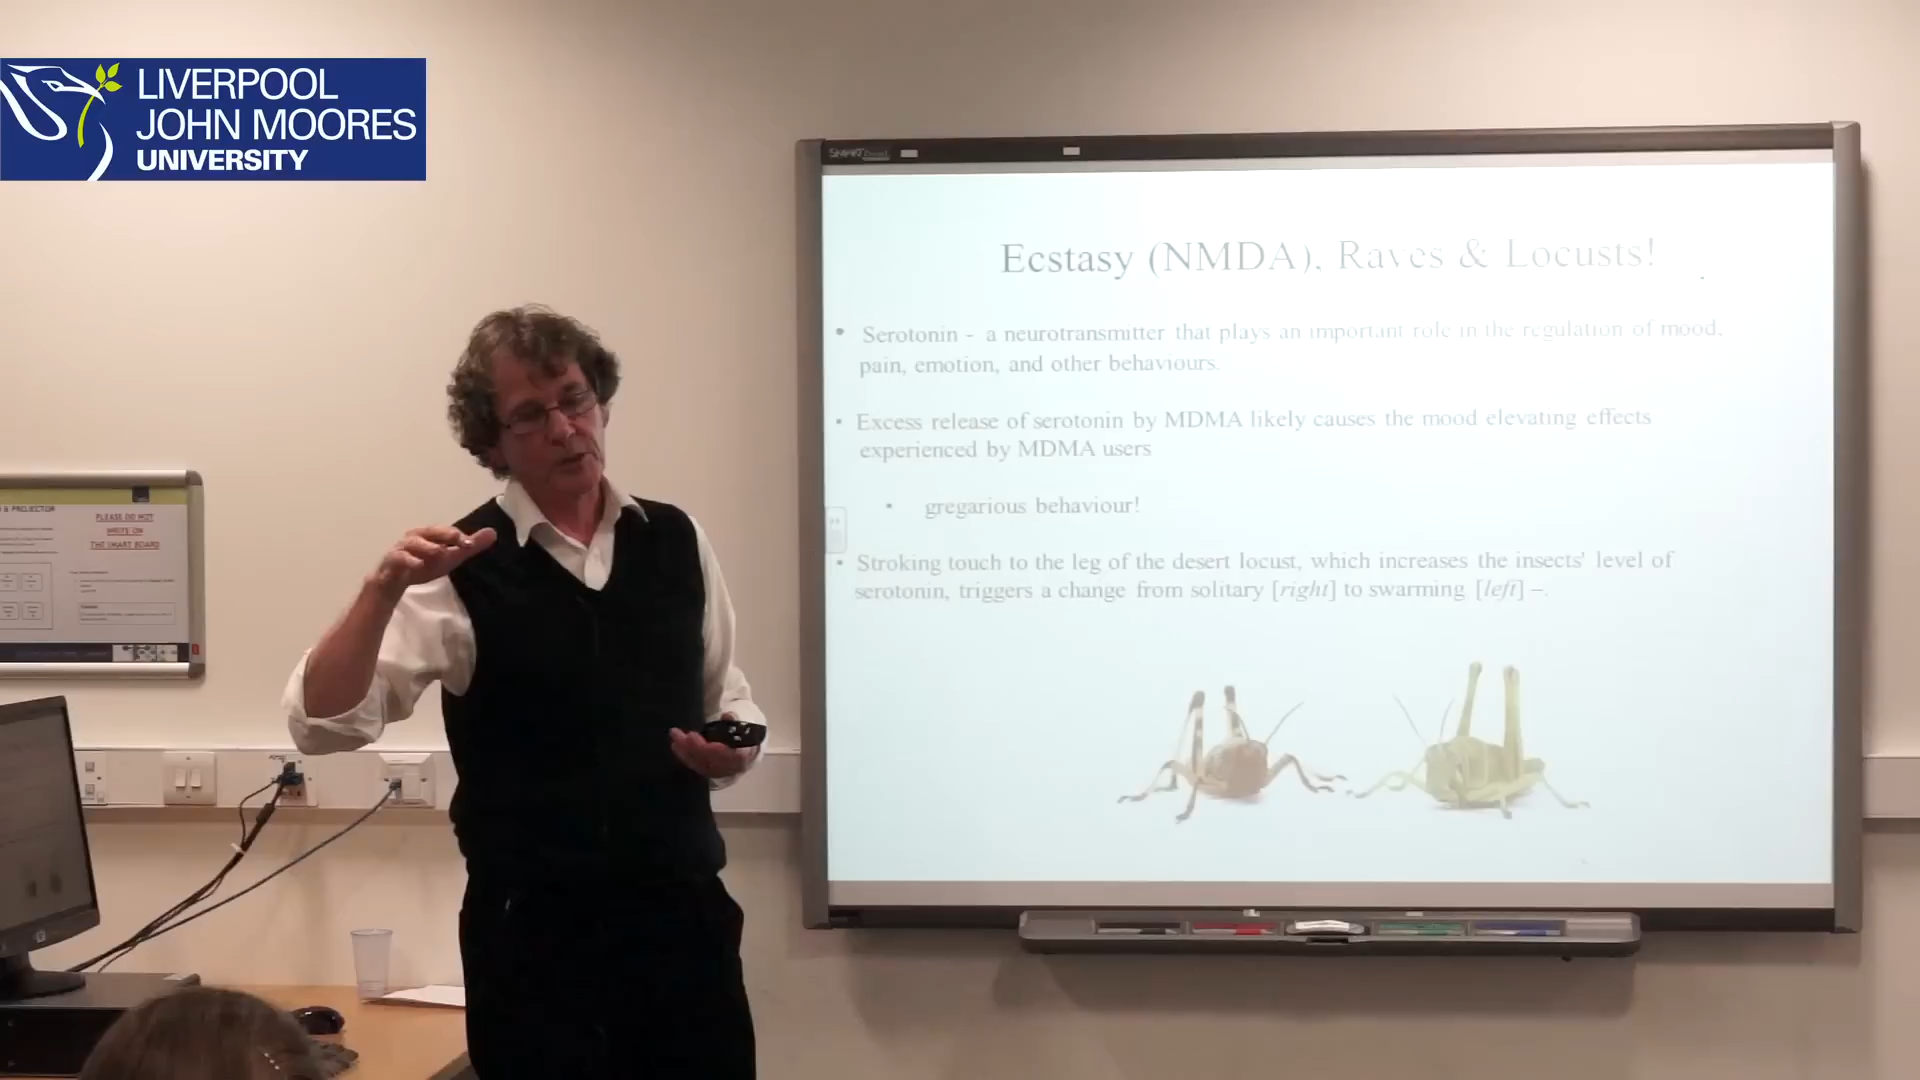 LIVERPOOL
JOHN MOORES
UNIVERSITY
SMART Board
Ecstasy (NMDA), Raves & Locusts!
• Serotonin - a neurotransmitter that plays an important role in the regulation of mood,
pain, emotion, and other behaviours.
• Excess release of serotonin by MDMA likely causes the mood elevating effects
experienced by MDMA users
• gregarious behaviour!
• Stroking touch to the leg of the desert locust, which increases the insects' level of
serotonin, triggers a change from solitary [right] to swarming [left] –.
& PROJECTOR
PLEASE DO NOT
WRITE ON
THE SMART BOARD